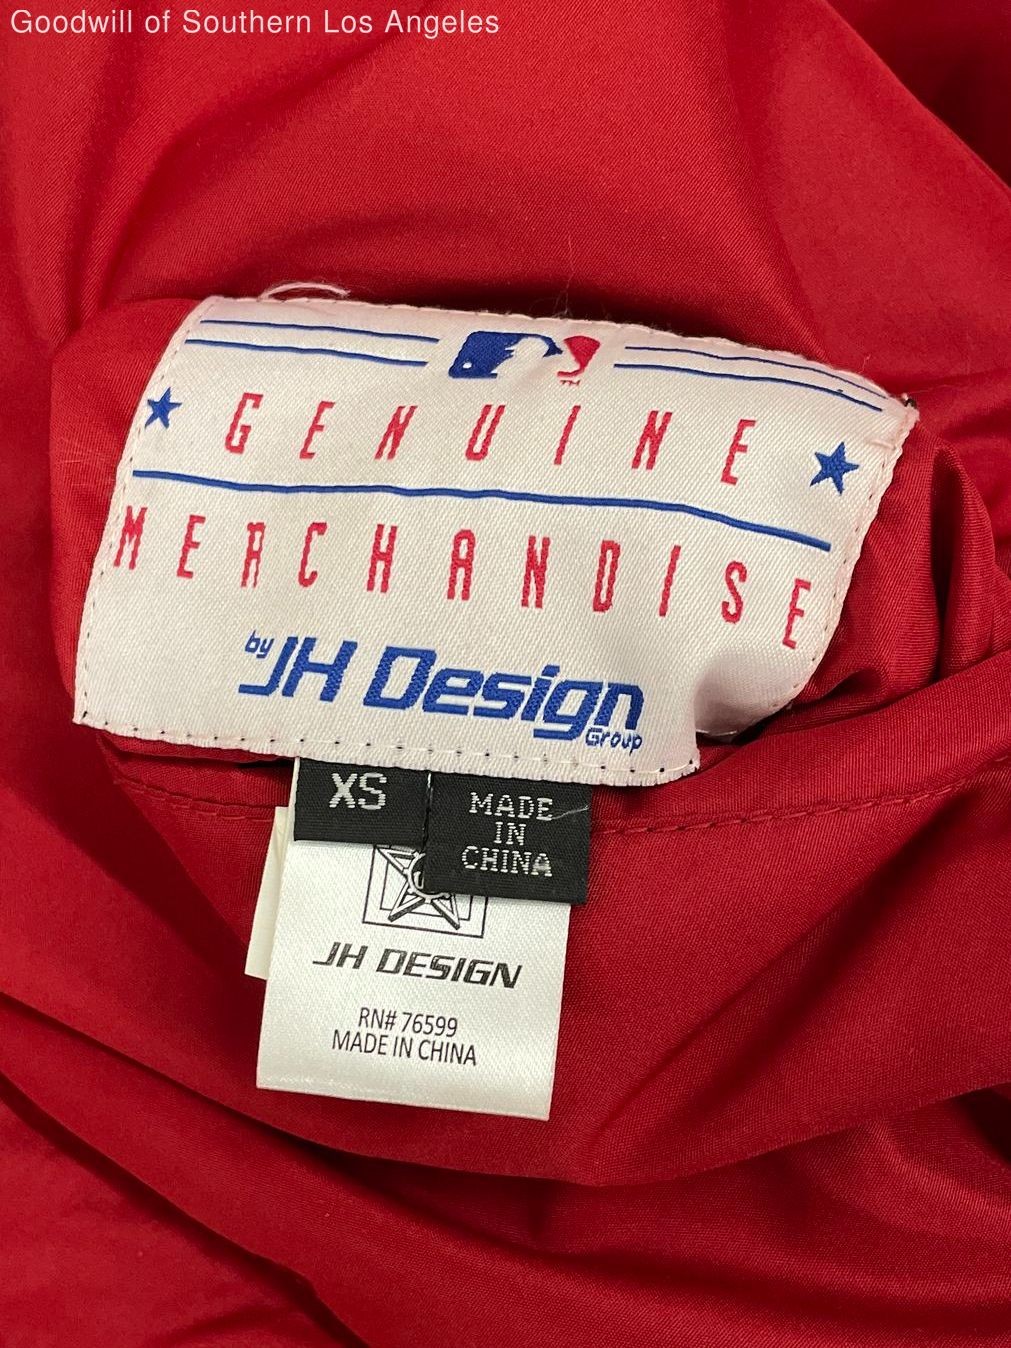 Goodwill of Southern Los Angeles
GENUINE
MERCHANDISE
by JH Design
Group
XS
MADE
IN
CHINA
JH DESIGN
RN# 76599
MADE IN CHINA